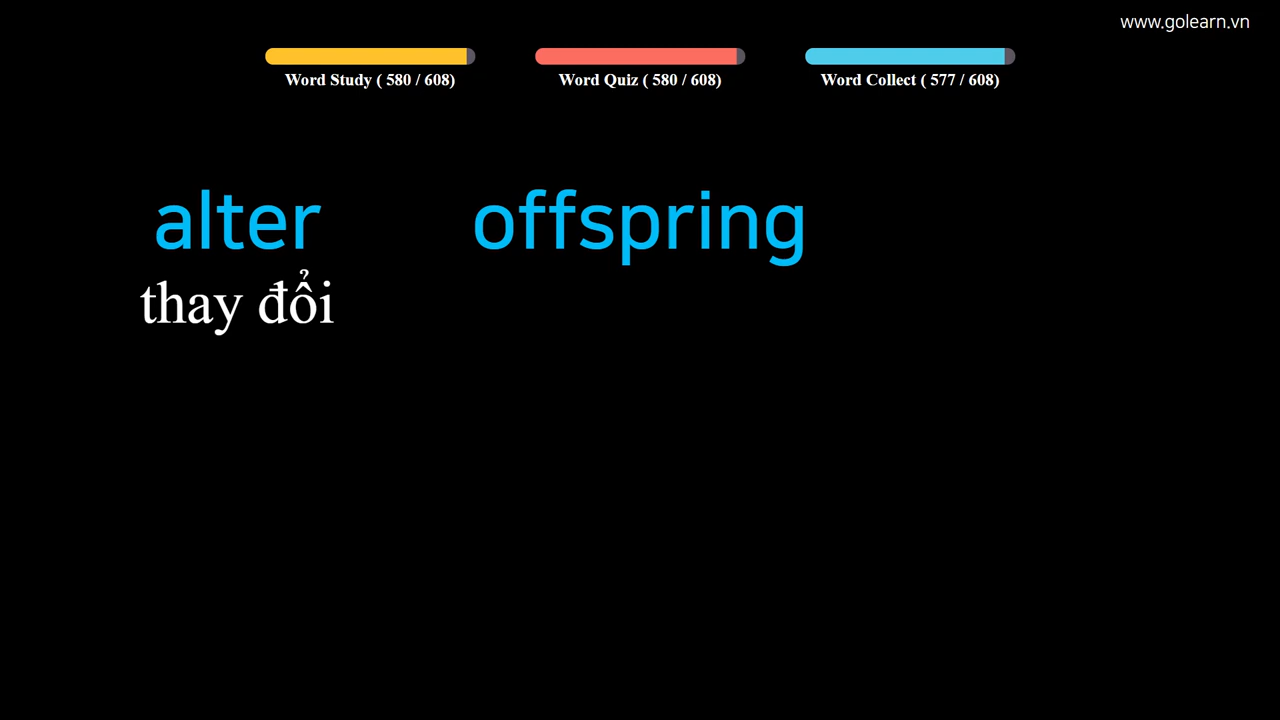 www.golearn.vn
Word Study ( 580 / 608)
Word Quiz ( 580 / 608)
Word Collect ( 577 / 608)
alter
thay đổi
offspring